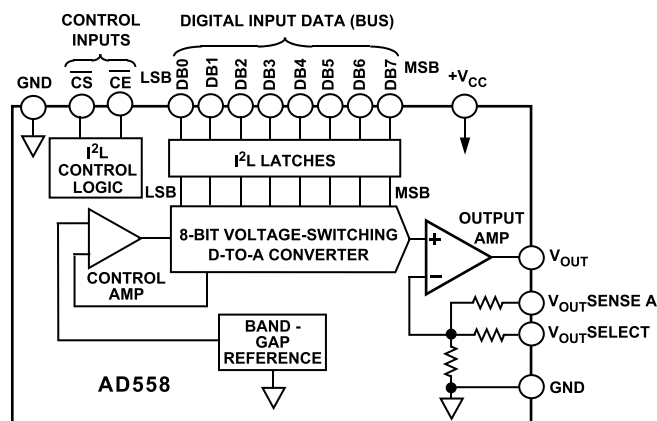 CONTROL
INPUTS
DIGITAL INPUT DATA (BUS)
GND
CS
CE
LSB
DB0
DB1
DB2
DB3
DB4
DB5
DB6
DB7
MSB
+VCC
I2L
CONTROL
LOGIC
I2L LATCHES
LSB
MSB
8-BIT VOLTAGE-SWITCHING
D-TO-A CONVERTER
CONTROL
AMP
OUTPUT
AMP
+
–
VOUT
VOUTSENSE A
VOUTSELECT
GND
BAND -
GAP
REFERENCE
AD558